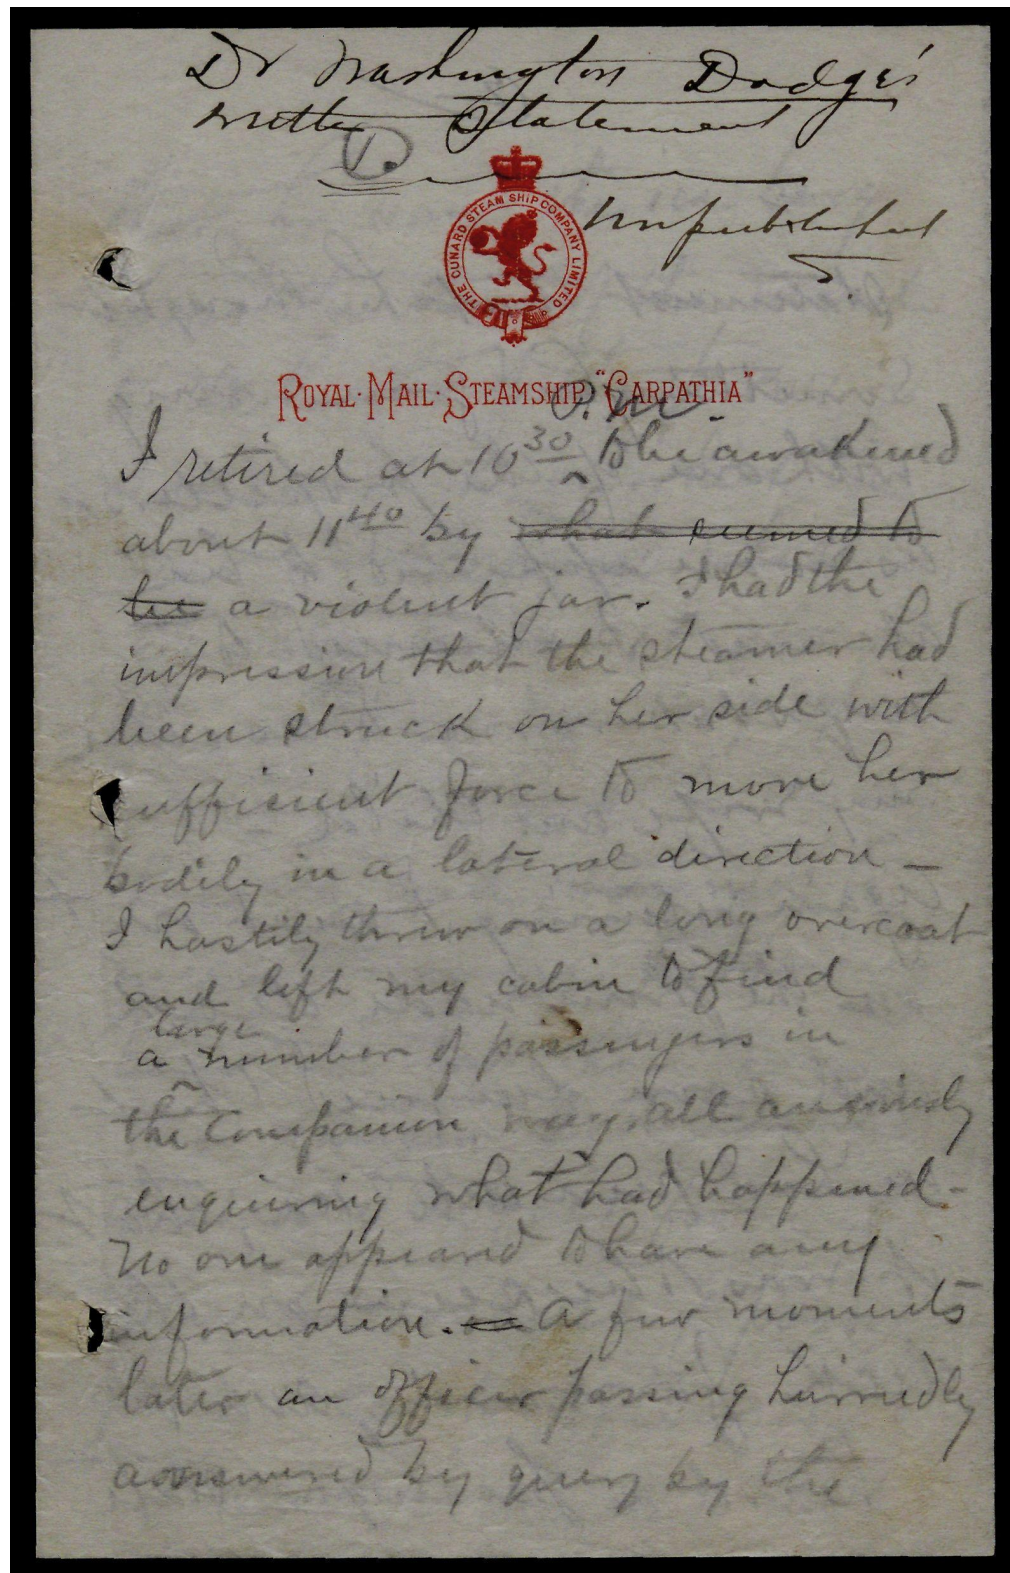 Dr Washington Dodge's
written Statement
1.
Unpublished
THE CUNARD STEAM SHIP COMPANY LIMITED
ROYAL·MAIL·STEAMSHIP "CARPATHIA"
P.M.
I retired at 10 30 to be awakened
about 11 40 by what seemed to
be a violent jar. I had the
impression that the steamer had
been struck on her side with
suffisient force to move her
bodily in a lateral direction —
I hastily threw on a long overcoat
and left my cabin to find
large
a number of passengers in
the Companion way, all anxiously
enquiring what had happened -
No one appeared to have any
information. — A few moments
later an officer passing hurriedly
answered by query by the